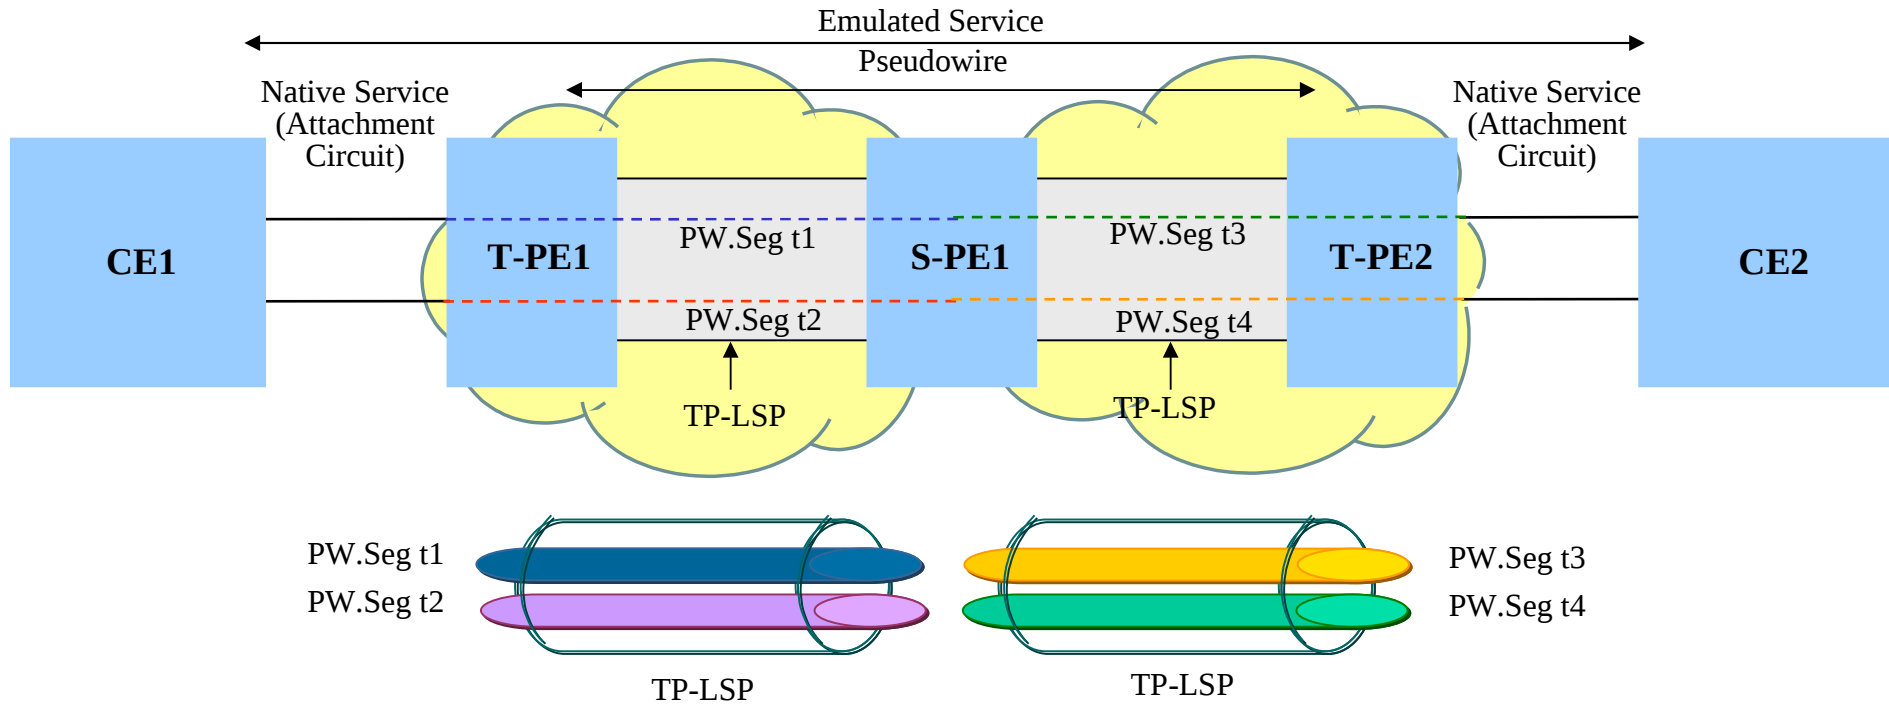 Emulated Service
Pseudowire
Native Service
(Attachment
Circuit)
Native Service
(Attachment
Circuit)
CE1
T-PE1
PW.Seg t1
S-PE1
PW.Seg t3
T-PE2
CE2
PW.Seg t2
PW.Seg t4
TP-LSP
TP-LSP
PW.Seg t1
PW.Seg t2
PW.Seg t3
PW.Seg t4
TP-LSP
TP-LSP